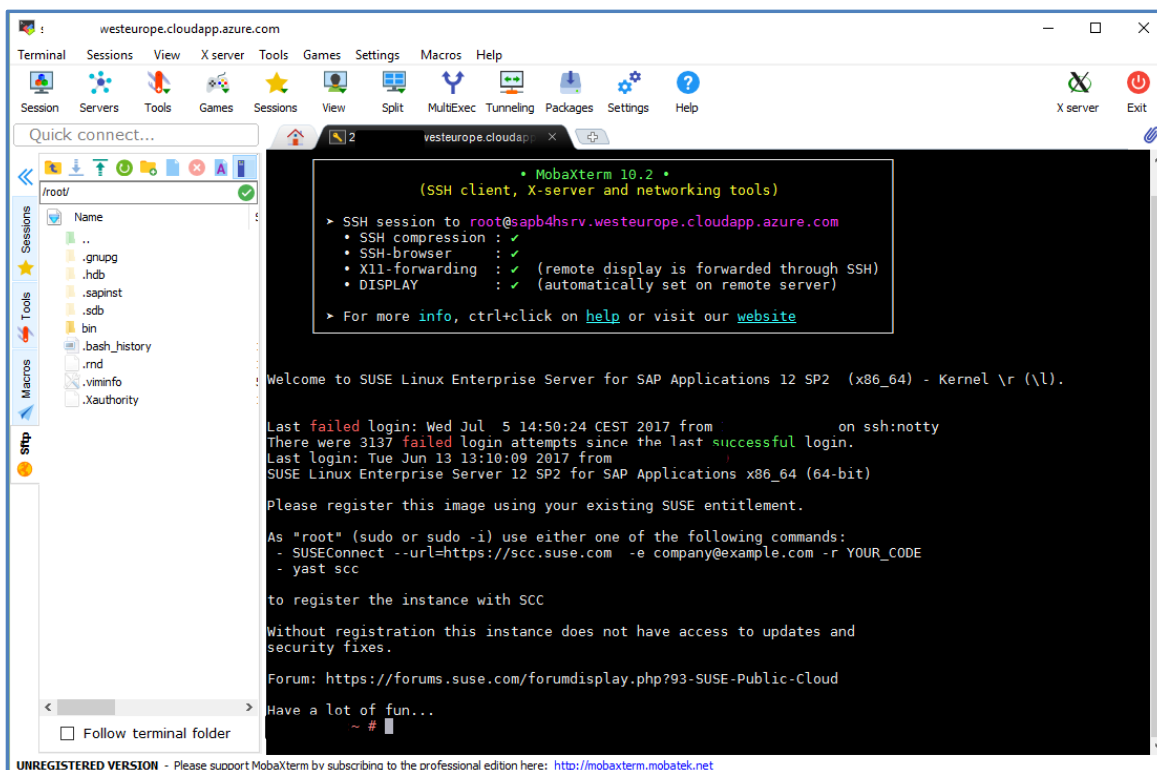 westeurope.cloudapp.azure.com
Terminal Sessions View X server Tools Games Settings Macros Help
Session Servers Tools Games Sessions View Split MultiExec Tunneling Packages Settings Help X server Exit
Quick connect...
2 westeurope.cloudapp
/root/
Name
..
.gnupg
.hdb
.sapinst
.sdb
bin
.bash_history
.rnd
.viminfo
.Xauthority
Sessions
Tools
Macros
Sftp
Follow terminal folder
• MobaXterm 10.2 •
(SSH client, X-server and networking tools)
➤ SSH session to root@sapb4hsrv.westeurope.cloudapp.azure.com
• SSH compression : ✔
• SSH-browser : ✔
• X11-forwarding : ✔ (remote display is forwarded through SSH)
• DISPLAY : ✔ (automatically set on remote server)
➤ For more info, ctrl+click on help or visit our website
Welcome to SUSE Linux Enterprise Server for SAP Applications 12 SP2 (x86_64) - Kernel \r (\l).
Last failed login: Wed Jul 5 14:50:24 CEST 2017 from on ssh:notty
There were 3137 failed login attempts since the last successful login.
Last login: Tue Jun 13 13:10:09 2017 from
SUSE Linux Enterprise Server 12 SP2 for SAP Applications x86_64 (64-bit)
Please register this image using your existing SUSE entitlement.
As "root" (sudo or sudo -i) use either one of the following commands:
- SUSEConnect --url=https://scc.suse.com -e company@example.com -r YOUR_CODE
- yast scc
to register the instance with SCC
Without registration this instance does not have access to updates and
security fixes.
Forum: https://forums.suse.com/forumdisplay.php?93-SUSE-Public-Cloud
Have a lot of fun...
~ #
UNREGISTERED VERSION - Please support MobaXterm by subscribing to the professional edition here: http://mobaxterm.mobatek.net